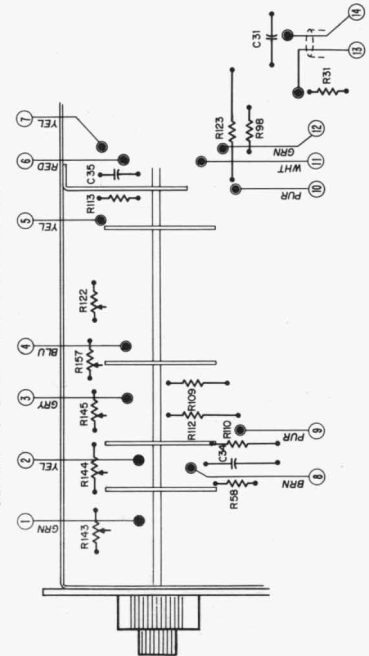 1 GRN
2 YEL
3 GRY
4 BLU
5 YEL
6 RED
7 YEL
R143
R144
R145
R157
R122
R113
C35
R58
C34
R110
R112
R109
R123
R98
C31
R31
8 BRN
9 PUR
10 PUR
11 WHT
12 GRN
13
14